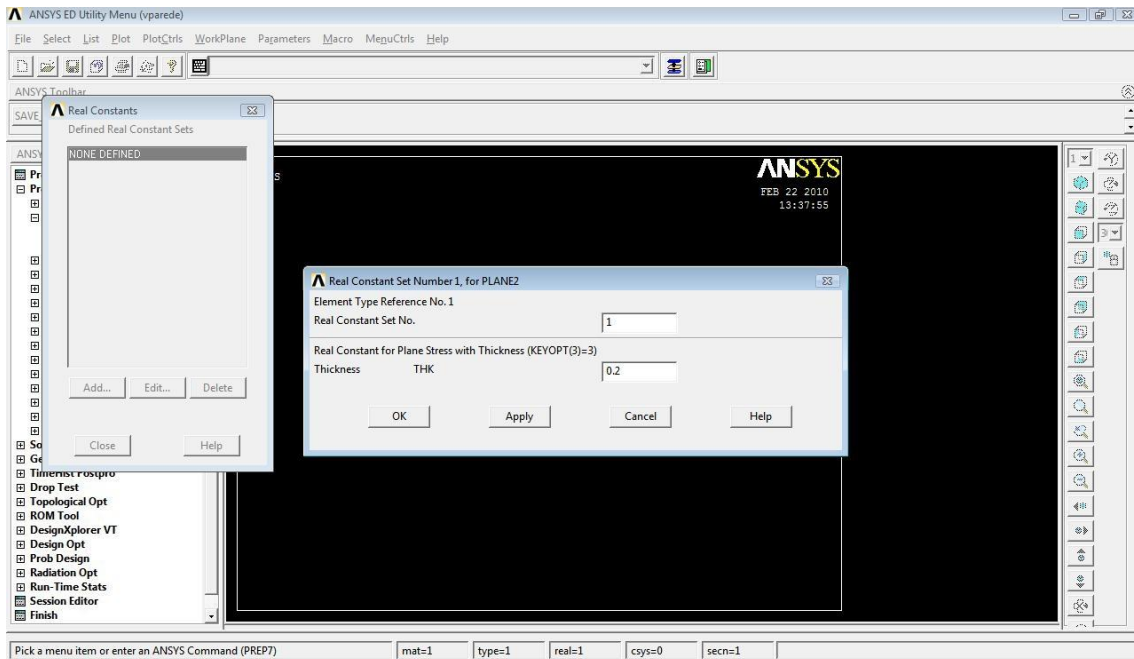 ANSYS ED Utility Menu (vparede)
File Select List Plot PlotCtrls WorkPlane Parameters Macro MenuCtrls Help
ANSYS Toolbar
SAVE
Real Constants
Defined Real Constant Sets
NONE DEFINED
Add... Edit... Delete
Close Help
ANSYS
FEB 22 2010
13:37:55
1
Real Constant Set Number 1, for PLANE2
Element Type Reference No. 1
Real Constant Set No. 1
Real Constant for Plane Stress with Thickness (KEYOPT(3)=3)
Thickness THK 0.2
OK Apply Cancel Help
TimeHist Postpro
Drop Test
Topological Opt
ROM Tool
DesignXplorer VT
Design Opt
Prob Design
Radiation Opt
Run-Time Stats
Session Editor
Finish
Pick a menu item or enter an ANSYS Command (PREP7) mat=1 type=1 real=1 csys=0 secn=1